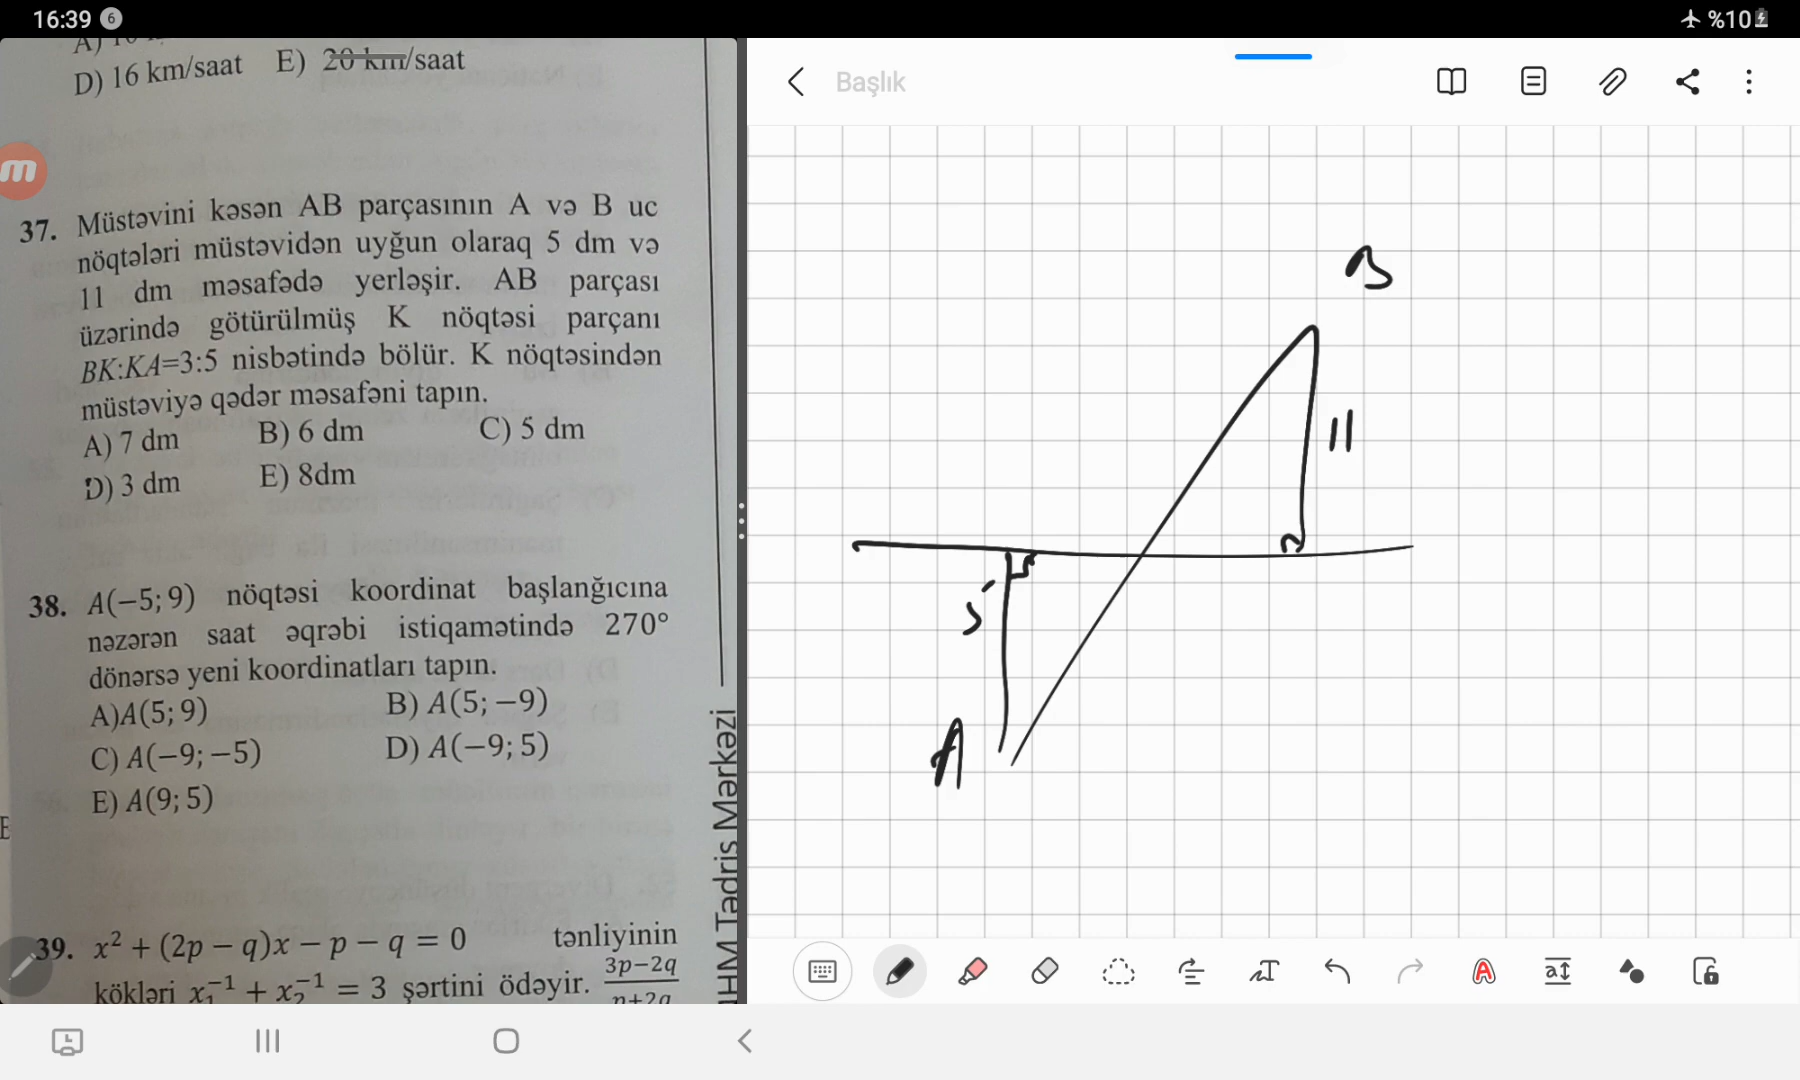 16:39 6
%10
D) 16 km/saat E) 20 km/saat
37. Müstəvini kəsən AB parçasının A və B uc
nöqtələri müstəvidən uyğun olaraq 5 dm və
11 dm məsafədə yerləşir. AB parçası
üzərində götürülmüş K nöqtəsi parçanı
BK:KA=3:5 nisbətində bölür. K nöqtəsindən
müstəviyə qədər məsafəni tapın.
A) 7 dm B) 6 dm C) 5 dm
D) 3 dm E) 8dm
38. A(−5; 9) nöqtəsi koordinat başlanğıcına
nəzərən saat əqrəbi istiqamətində 270°
dönərsə yeni koordinatları tapın.
A)A(5; 9) B) A(5; −9)
C) A(−9; −5) D) A(−9; 5)
E) A(9; 5)
39. x² + (2p − q)x − p − q = 0 tənliyinin
kökləri x₁⁻¹ + x₂⁻¹ = 3 şərtini ödəyir. 3p−2q
HM Tədris Mərkəzi
Başlık
B
11
5
A